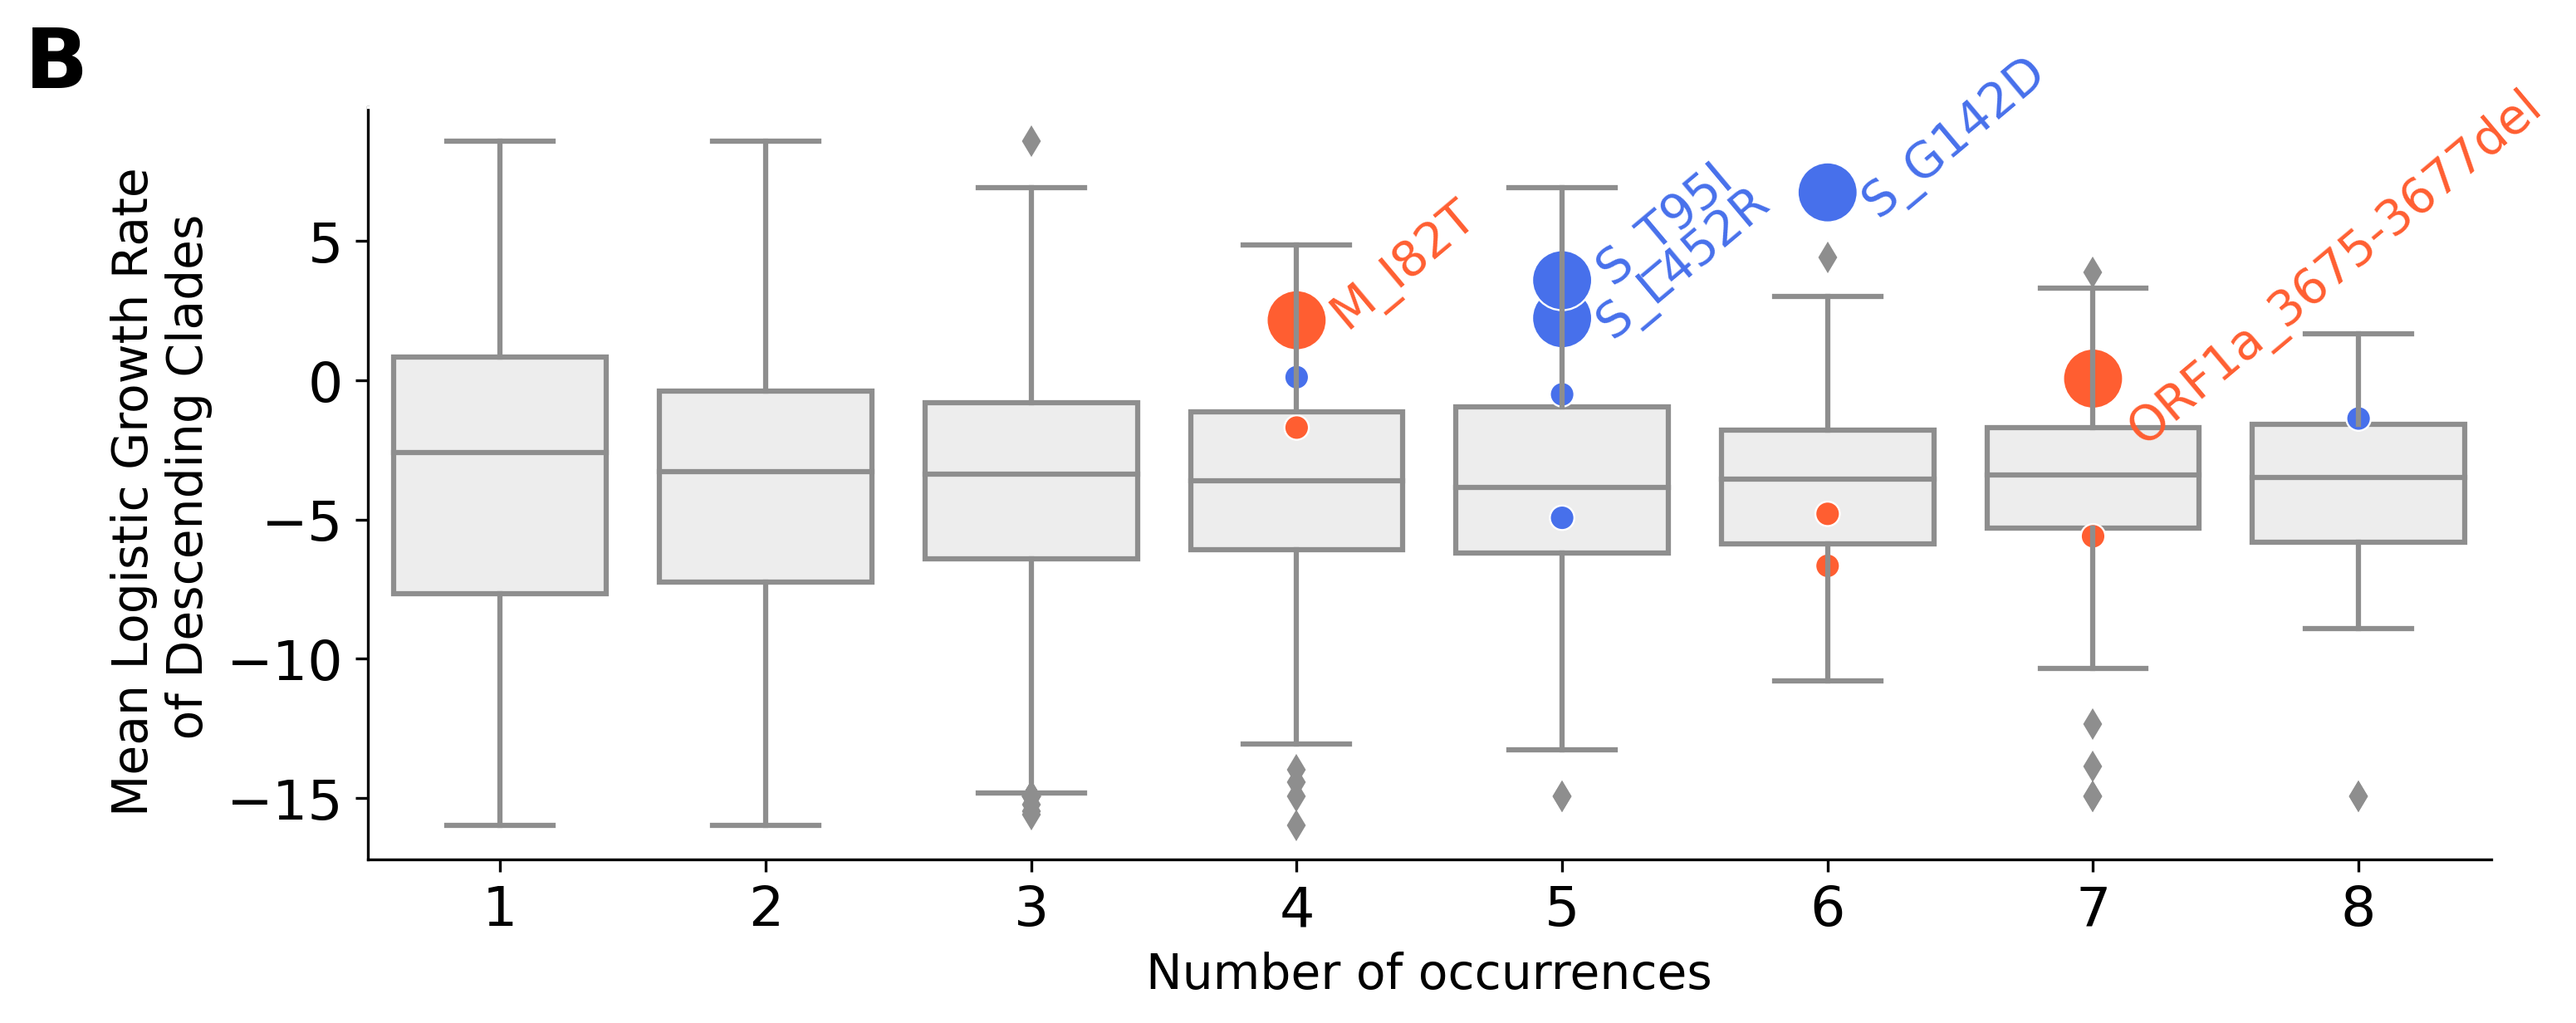 B
Mean Logistic Growth Rate
of Descending Clades
5
0
−5
−10
−15
M_I82T
S_T95I
S_L452R
S_G142D
ORF1a_3675-3677del
1 2 3 4 5 6 7 8
Number of occurrences